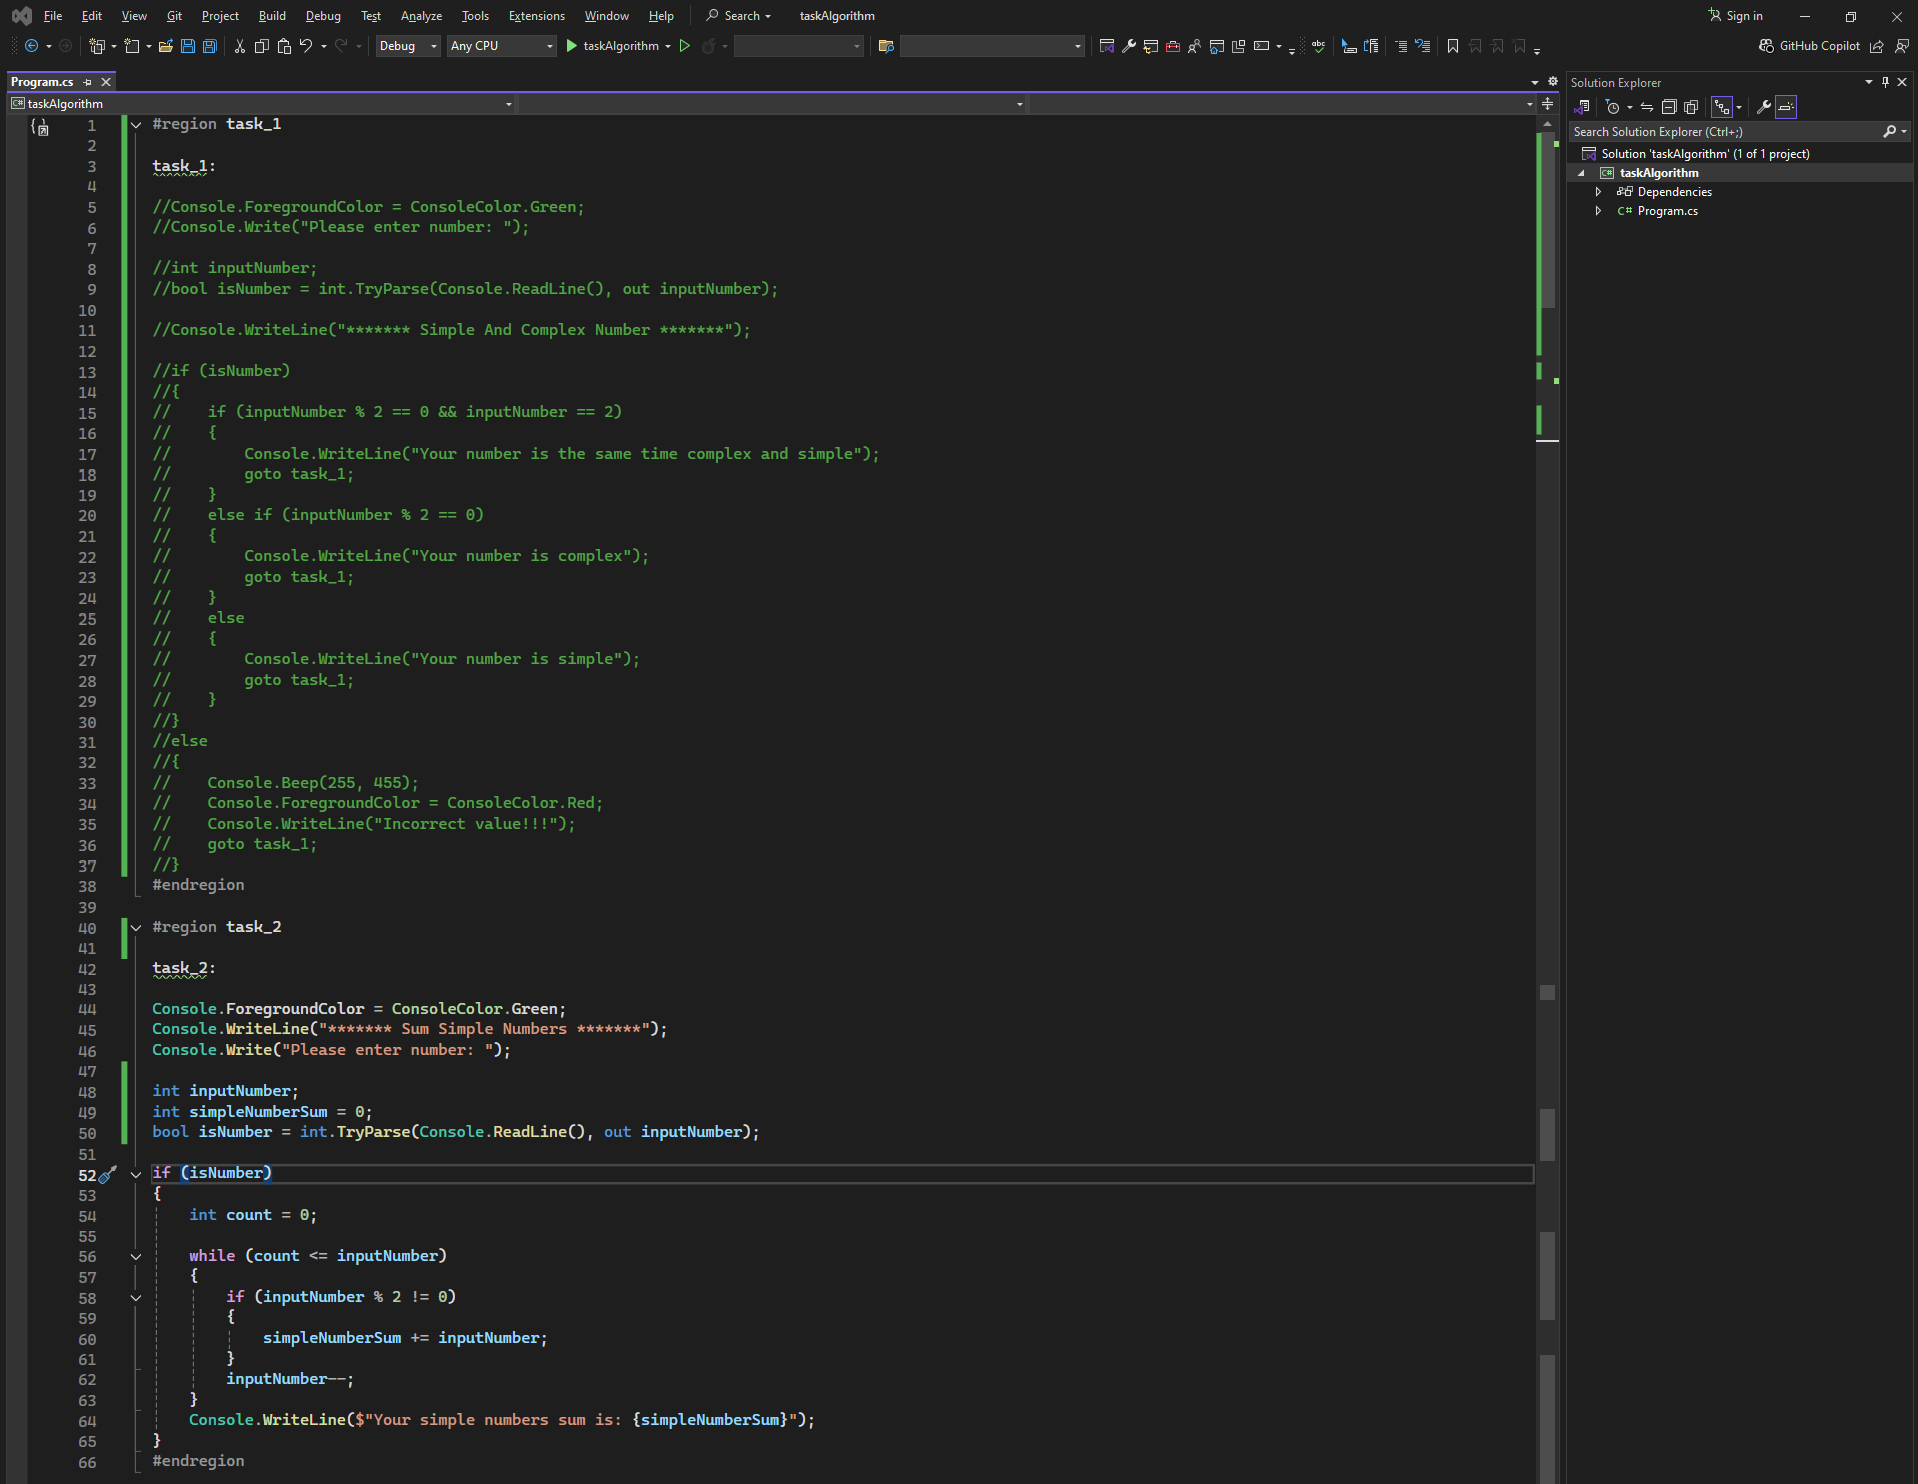 File Edit View Git Project Build Debug Test Analyze Tools Extensions Window Help Search taskAlgorithm Sign in
Debug Any CPU taskAlgorithm GitHub Copilot
Program.cs
taskAlgorithm
1 #region task_1
2
3 task_1:
4
5 //Console.ForegroundColor = ConsoleColor.Green;
6 //Console.Write("Please enter number: ");
7
8 //int inputNumber;
9 //bool isNumber = int.TryParse(Console.ReadLine(), out inputNumber);
10
11 //Console.WriteLine("******* Simple And Complex Number *******");
12
13 //if (isNumber)
14 //{
15 //    if (inputNumber % 2 == 0 && inputNumber == 2)
16 //    {
17 //        Console.WriteLine("Your number is the same time complex and simple");
18 //        goto task_1;
19 //    }
20 //    else if (inputNumber % 2 == 0)
21 //    {
22 //        Console.WriteLine("Your number is complex");
23 //        goto task_1;
24 //    }
25 //    else
26 //    {
27 //        Console.WriteLine("Your number is simple");
28 //        goto task_1;
29 //    }
30 //}
31 //else
32 //{
33 //    Console.Beep(255, 455);
34 //    Console.ForegroundColor = ConsoleColor.Red;
35 //    Console.WriteLine("Incorrect value!!!");
36 //    goto task_1;
37 //}
38 #endregion
39
40 #region task_2
41
42 task_2:
43
44 Console.ForegroundColor = ConsoleColor.Green;
45 Console.WriteLine("******* Sum Simple Numbers *******");
46 Console.Write("Please enter number: ");
47
48 int inputNumber;
49 int simpleNumberSum = 0;
50 bool isNumber = int.TryParse(Console.ReadLine(), out inputNumber);
51
52 if (isNumber)
53 {
54     int count = 0;
55
56     while (count <= inputNumber)
57     {
58         if (inputNumber % 2 != 0)
59         {
60             simpleNumberSum += inputNumber;
61         }
62         inputNumber--;
63     }
64     Console.WriteLine($"Your simple numbers sum is: {simpleNumberSum}");
65 }
66 #endregion
Solution Explorer
Search Solution Explorer (Ctrl+;)
Solution 'taskAlgorithm' (1 of 1 project)
C# taskAlgorithm
Dependencies
C# Program.cs